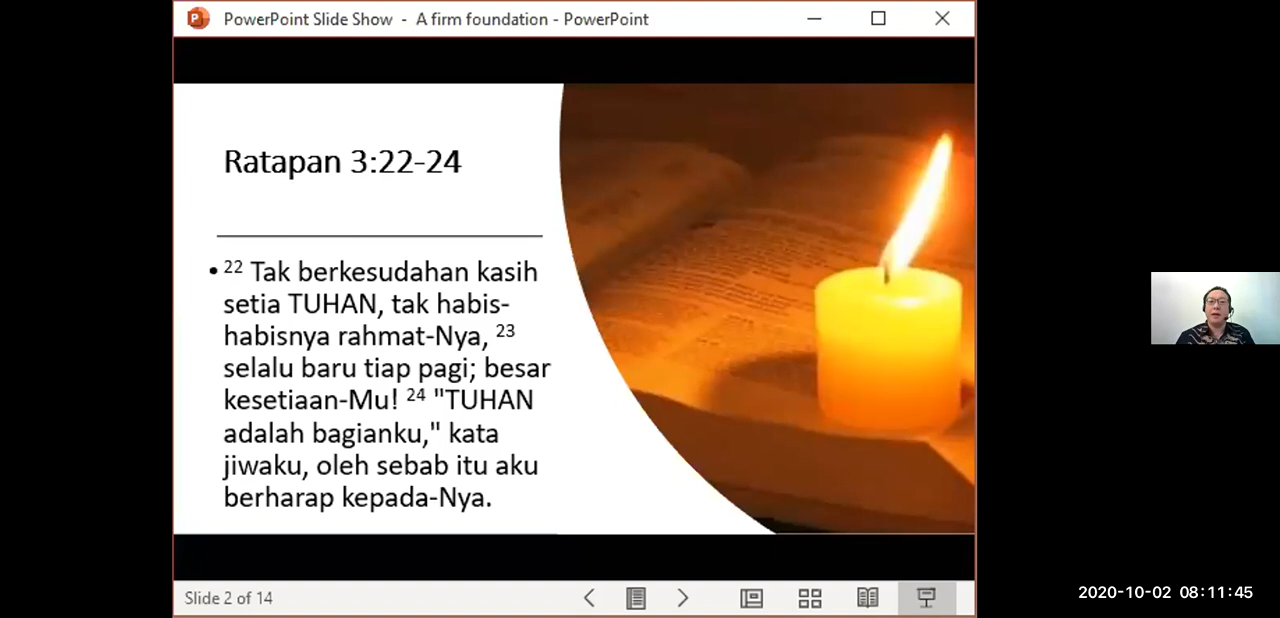 PowerPoint Slide Show - A firm foundation - PowerPoint
Ratapan 3:22-24
• 22 Tak berkesudahan kasih
setia TUHAN, tak habis-
habisnya rahmat-Nya, 23
selalu baru tiap pagi; besar
kesetiaan-Mu! 24 "TUHAN
adalah bagianku," kata
jiwaku, oleh sebab itu aku
berharap kepada-Nya.
Slide 2 of 14
2020-10-02 08:11:45